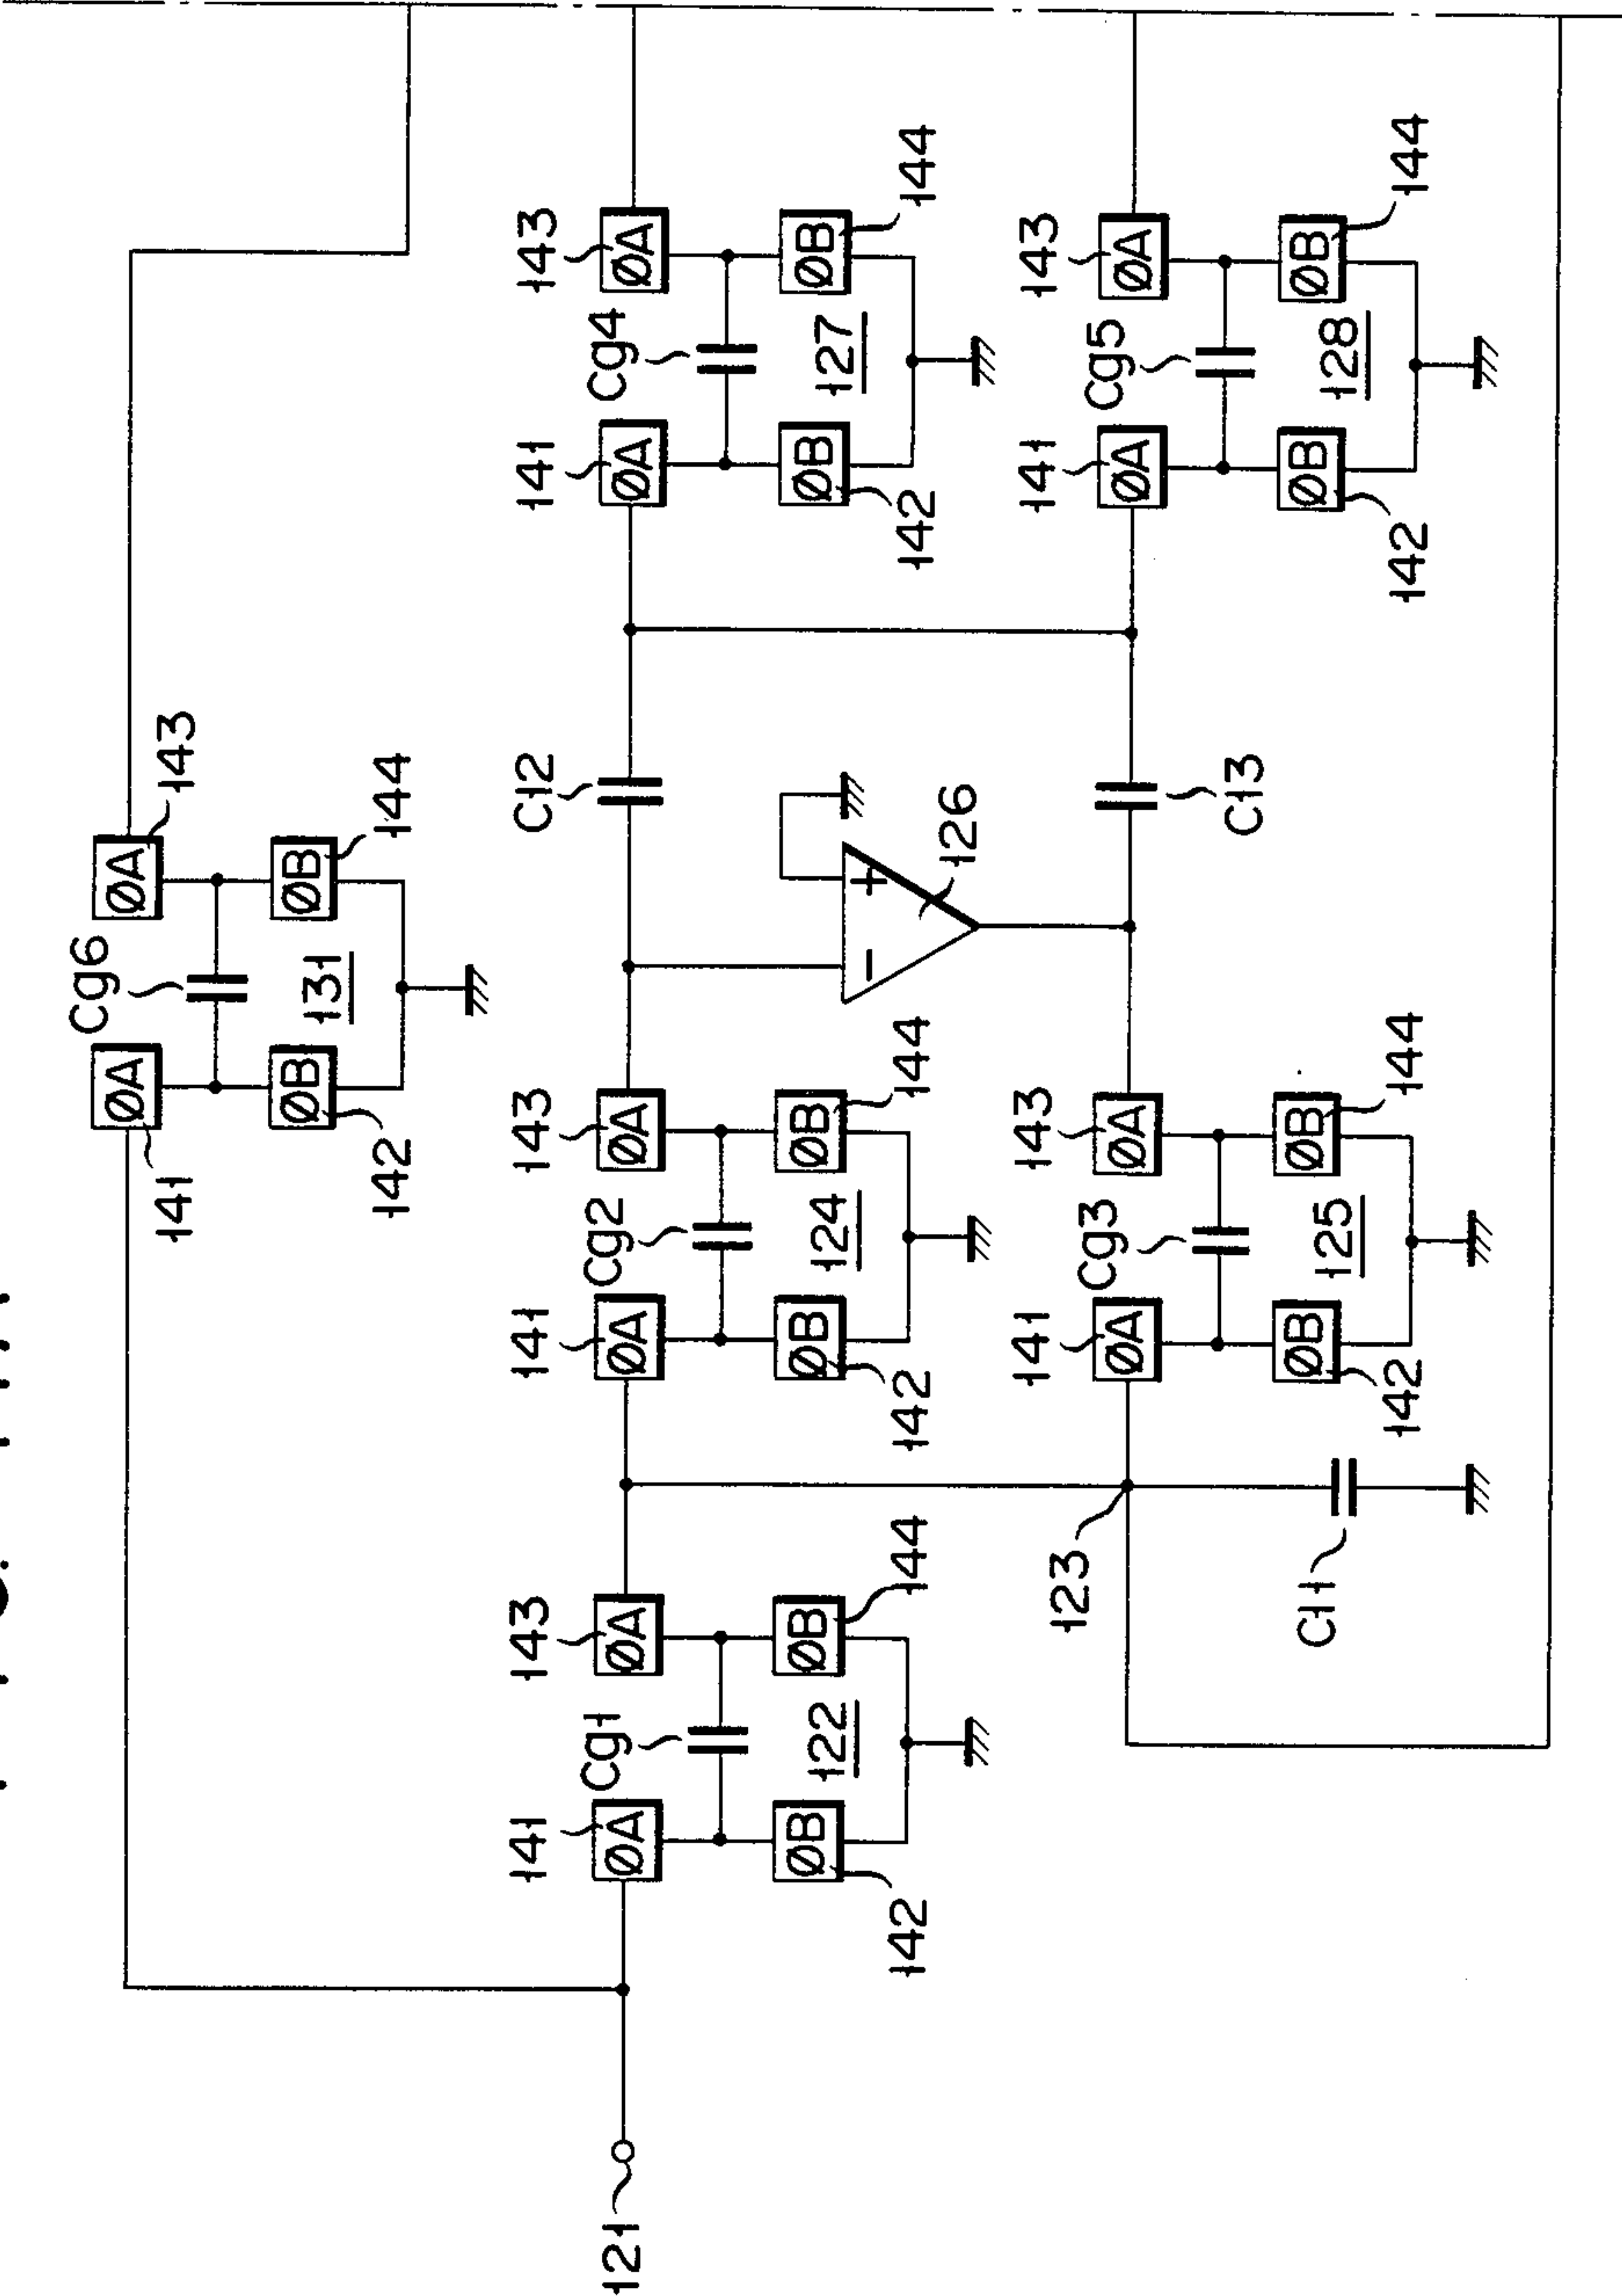 Cg6
ØA ØA
141 143
ØB 131 ØB
142 144
141 143 141 143 C12 141 143
Cg1 Cg2 Cg4
121 ØA ØA ØA ØA ØA ØA
ØB 122 ØB ØB 124 ØB - + ØB 127 ØB
142 144 142 144 126 142 144
123 141 143 141 143
Cg3 Cg5
ØA ØA ØA ØA
C13
C11 ØB 125 ØB ØB 128 ØB
142 144 142 144